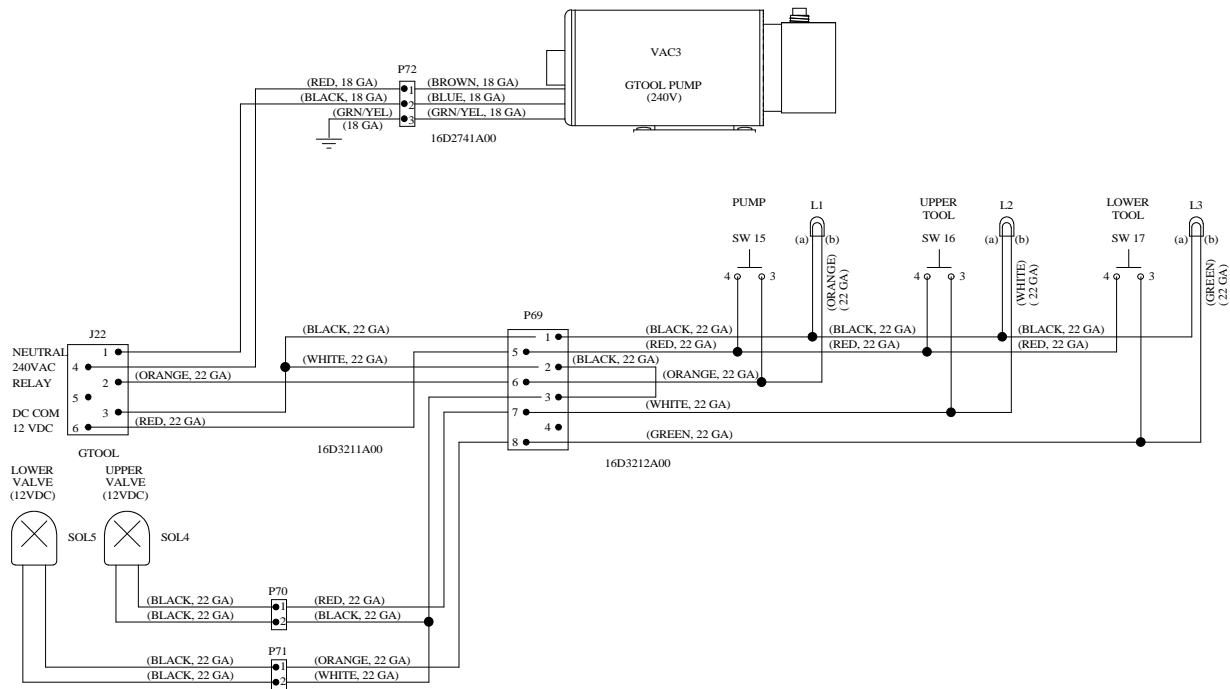 VAC3
GTOOL PUMP
(240V)
P72
(RED, 18 GA)
1
(BROWN, 18 GA)
(BLACK, 18 GA)
2
(BLUE, 18 GA)
(GRN/YEL)
3
(GRN/YEL, 18 GA)
(18 GA)
16D2741A00
PUMP
L1
UPPER
TOOL
L2
LOWER
TOOL
L3
SW 15
(a)
(b)
SW 16
(a)
(b)
SW 17
(a)
(b)
4
3
(ORANGE)
( 22 GA)
4
3
(WHITE)
( 22 GA)
4
3
(GREEN)
( 22 GA)
P69
J22
(BLACK, 22 GA)
1
(BLACK, 22 GA)
(BLACK, 22 GA)
(BLACK, 22 GA)
NEUTRAL
1
5
(RED, 22 GA)
(RED, 22 GA)
(RED, 22 GA)
240VAC
4
(WHITE, 22 GA)
2
(BLACK, 22 GA)
RELAY
2
(ORANGE, 22 GA)
6
(ORANGE, 22 GA)
5
3
DC COM
3
7
(WHITE, 22 GA)
12 VDC
6
(RED, 22 GA)
4
8
(GREEN, 22 GA)
GTOOL
16D3211A00
16D3212A00
LOWER
VALVE
(12VDC)
UPPER
VALVE
(12VDC)
SOL5
SOL4
P70
(BLACK, 22 GA)
1
(RED, 22 GA)
(BLACK, 22 GA)
2
(BLACK, 22 GA)
P71
(BLACK, 22 GA)
1
(ORANGE, 22 GA)
(BLACK, 22 GA)
2
(WHITE, 22 GA)